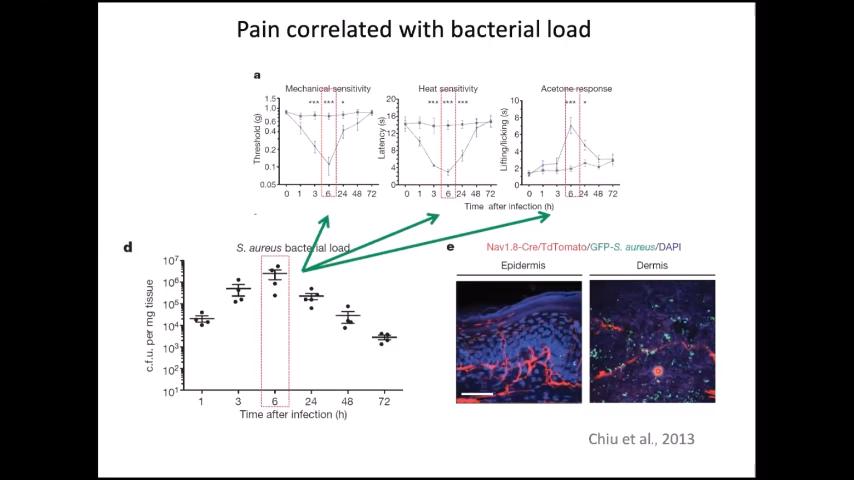 Pain correlated with bacterial load
a
Mechanical sensitivity
Heat sensitivity
Acetone response
Threshold (g)
1.5
1.0
0.6
0.4
0.2
0.1
0.05
*** *** *
0 1 3 6 24 48 72
Latency (s)
20
16
12
8
4
0
*** *** ***
0 1 3 6 24 48 72
Lifting/licking (s)
10
8
6
4
2
0
*** *
0 1 3 6 24 48 72
Time after infection (h)
d
S. aureus bacterial load
c.f.u. per mg tissue
10⁷
10⁶
10⁵
10⁴
10³
10²
10¹
1 3 6 24 48 72
Time after infection (h)
e
Nav1.8-Cre/TdTomato/GFP-S. aureus/DAPI
Epidermis
Dermis
Chiu et al., 2013